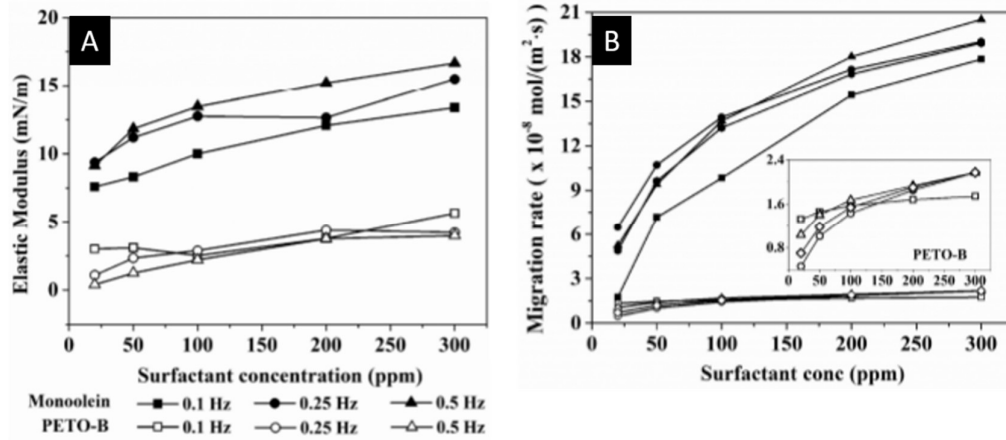 A
20
15
10
5
0
Elastic Modulus (mN/m)
0 50 100 150 200 250 300
Surfactant concentration (ppm)
Monoolein 0.1 Hz 0.25 Hz 0.5 Hz
PETO-B 0.1 Hz 0.25 Hz 0.5 Hz
B
21
18
15
12
9
6
3
0
Migration rate ( x 10⁻⁸ mol/(m²·s)
2.4
1.6
0.8
0 50 100 150 200 250 300
PETO-B
0 50 100 150 200 250 300
Surfactant conc (ppm)